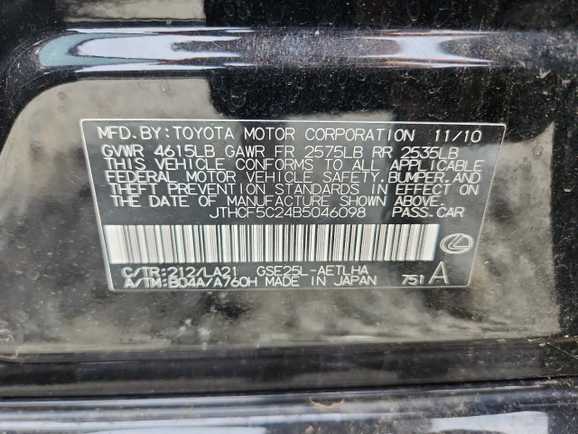 MFD. BY: TOYOTA MOTOR CORPORATION 11/10
GVWR 4615LB GAWR FR 2575LB RR 2535LB
THIS VEHICLE CONFORMS TO ALL APPLICABLE
FEDERAL MOTOR VEHICLE SAFETY, BUMPER, AND
THEFT PREVENTION STANDARDS IN EFFECT ON
THE DATE OF MANUFACTURE SHOWN ABOVE.
JTHCF5C24B5046098 PASS. CAR
C/TR: 212/LA21 GSE25L-AETLHA
A/TM: B04A/A760H MADE IN JAPAN 751 A